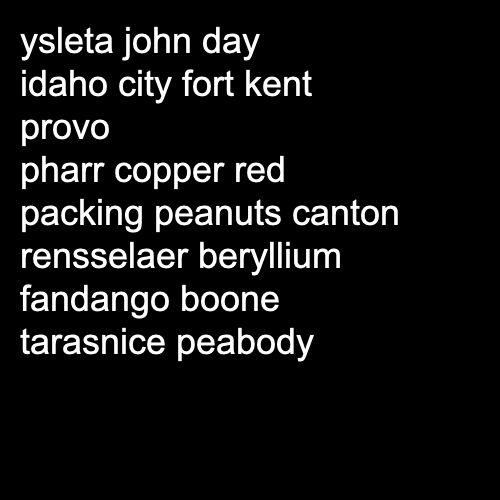 ysleta john day
idaho city fort kent
provo
pharr copper red
packing peanuts canton
rensselaer beryllium
fandango boone
tarasnice peabody